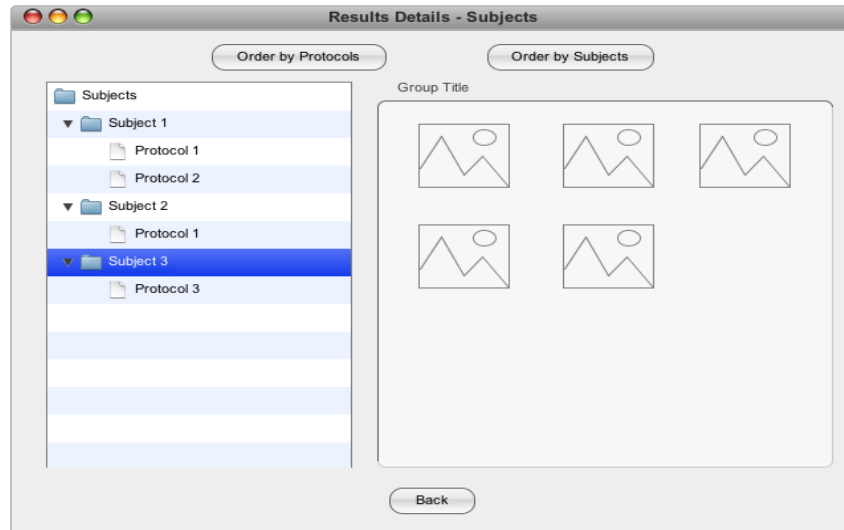 Results Details - Subjects
Order by Protocols
Order by Subjects
Subjects
Subject 1
Protocol 1
Protocol 2
Subject 2
Protocol 1
Subject 3
Protocol 3
Group Title
Back